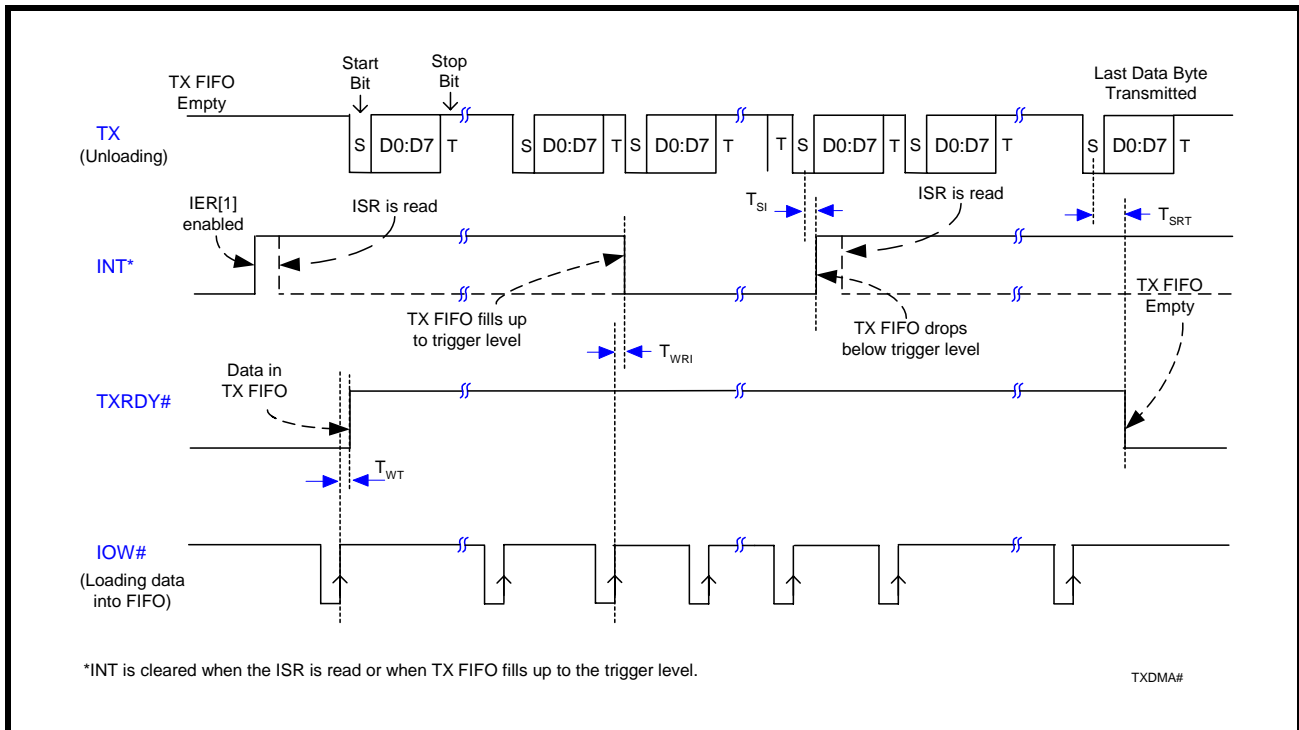 TX FIFO
Empty
Start
Bit
Stop
Bit
Last Data Byte
Transmitted
TX
(Unloading)
S D0:D7 T
S D0:D7 T S D0:D7 T
T S D0:D7 T
S D0:D7 T
S D0:D7 T
IER[1]
enabled
ISR is read
TSI
ISR is read
TSRT
INT*
TX FIFO fills up
to trigger level
TX FIFO drops
below trigger level
TX FIFO
Empty
TWRI
Data in
TX FIFO
TXRDY#
TWT
IOW#
(Loading data
into FIFO)
*INT is cleared when the ISR is read or when TX FIFO fills up to the trigger level.
TXDMA#